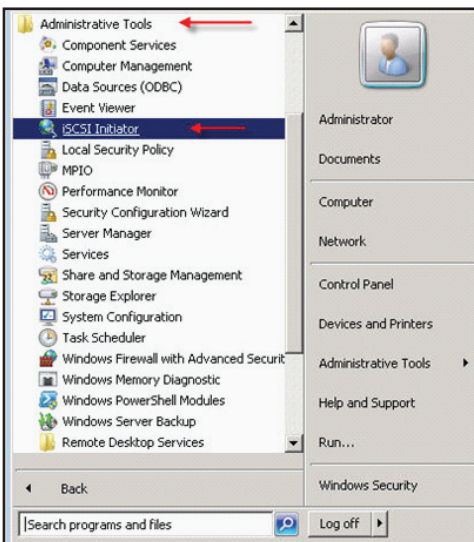 Administrative Tools
Component Services
Computer Management
Data Sources (ODBC)
Event Viewer
iSCSI Initiator
Local Security Policy
MPIO
Performance Monitor
Security Configuration Wizard
Server Manager
Services
Share and Storage Management
Storage Explorer
System Configuration
Task Scheduler
Windows Firewall with Advanced Securit
Windows Memory Diagnostic
Windows PowerShell Modules
Windows Server Backup
Remote Desktop Services
Back
Search programs and files
Administrator
Documents
Computer
Network
Control Panel
Devices and Printers
Administrative Tools
Help and Support
Run...
Windows Security
Log off